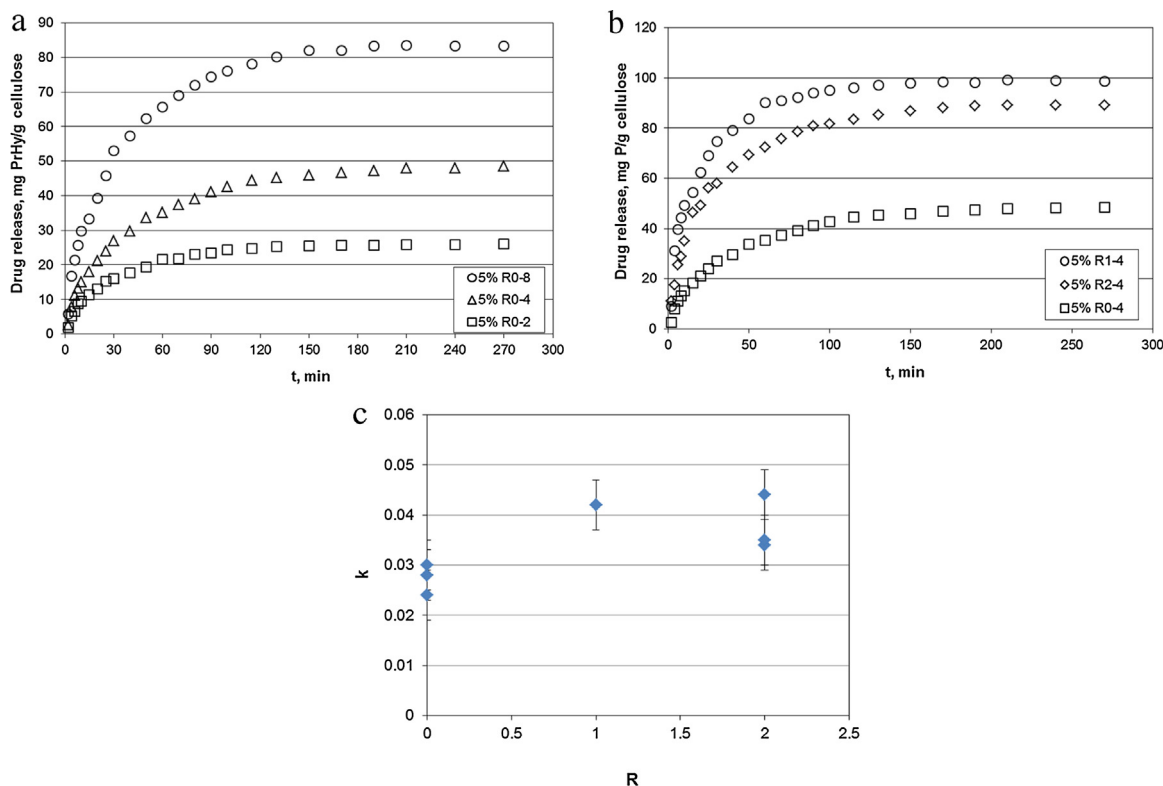 a
Drug release, mg PrHy/g cellulose
90
80
70
60
50
40
30
20
10
0
0 30 60 90 120 150 180 210 240 270 300
t, min
5% R0-8
5% R0-4
5% R0-2
b
Drug release, mg P/g cellulose
120
100
80
60
40
20
0
0 50 100 150 200 250 300
t, min
5% R1-4
5% R2-4
5% R0-4
c
k
0.06
0.05
0.04
0.03
0.02
0.01
0
0 0.5 1 1.5 2 2.5
R